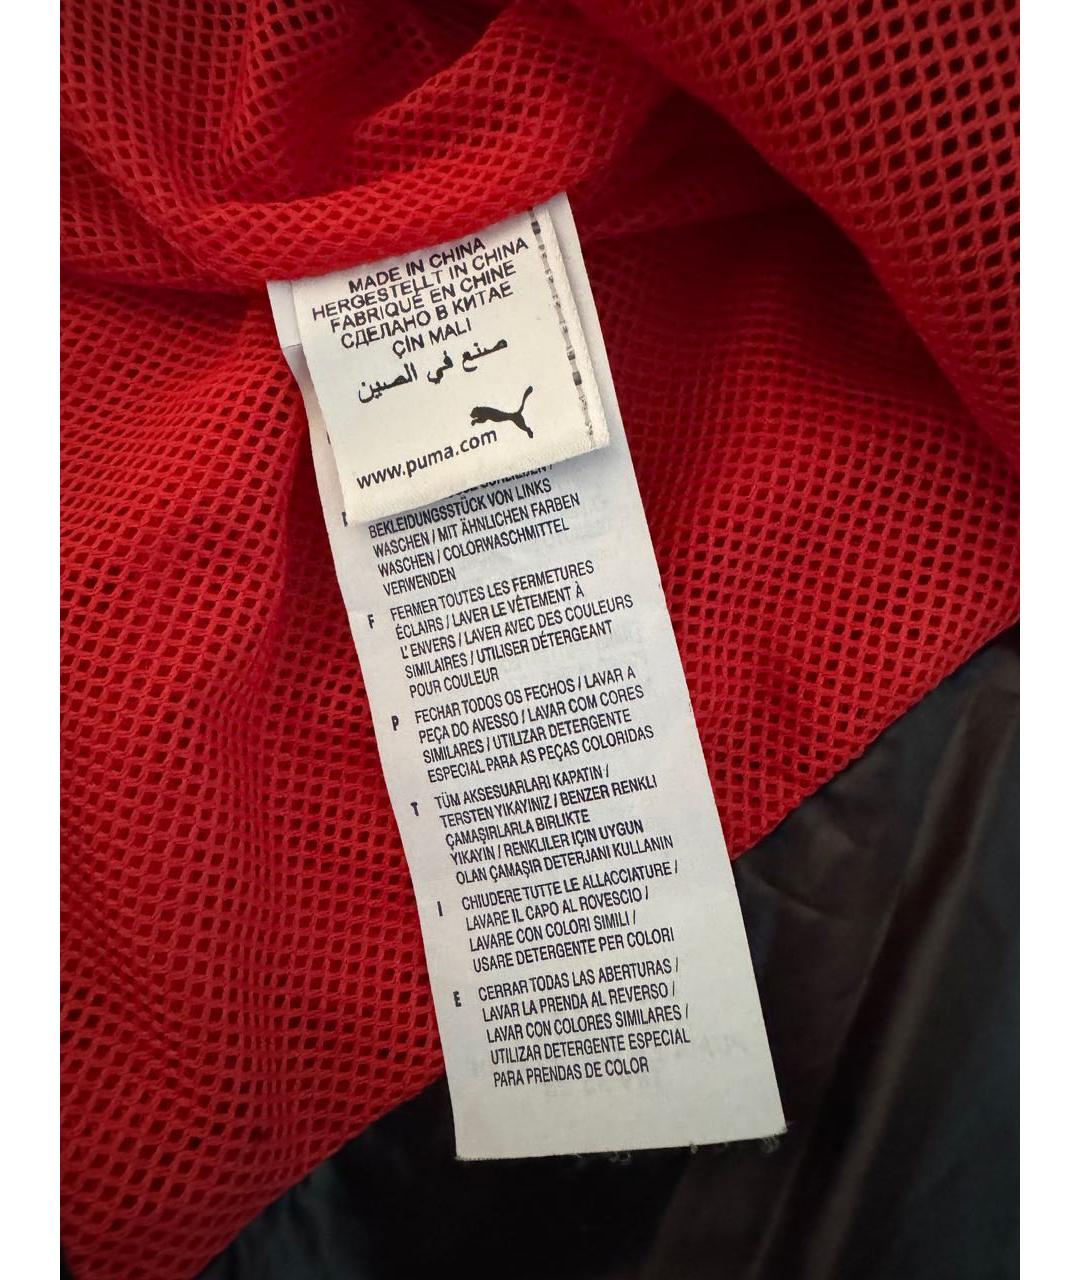 MADE IN CHINA
HERGESTELLT IN CHINA
FABRIQUÉ EN CHINE
СДЕЛАНО В КИТАЕ
ÇİN MALI
صنع في الصين
www.puma.com
BEKLEIDUNGSSTÜCK VON LINKS
WASCHEN / MIT ÄHNLICHEN FARBEN
WASCHEN / COLORWASCHMITTEL
VERWENDEN
F FERMER TOUTES LES FERMETURES
ÉCLAIRS / LAVER LE VÉTEMENT À
L'ENVERS / LAVER AVEC DES COULEURS
SIMILAIRES / UTILISER DÉTERGEANT
POUR COULEUR
P FECHAR TODOS OS FECHOS / LAVAR A
PEÇA DO AVESSO / LAVAR COM CORES
SIMILARES / UTILIZAR DETERGENTE
ESPECIAL PARA AS PEÇAS COLORIDAS
T TÜM AKSESUARLARI KAPATIN /
TERSTEN YIKAYINIZ / BENZER RENKLI
ÇAMAŞIRLARLA BIRLIKTE
YIKAYIN / RENKLILER IÇIN UYGUN
OLAN ÇAMAŞIR DETERJANI KULLANIN
I CHIUDERE TUTTE LE ALLACCIATURE /
LAVARE IL CAPO AL ROVESCIO /
LAVARE CON COLORI SIMILI /
USARE DETERGENTE PER COLORI
E CERRAR TODAS LAS ABERTURAS /
LAVAR LA PRENDA AL REVERSO /
LAVAR CON COLORES SIMILARES /
UTILIZAR DETERGENTE ESPECIAL
PARA PRENDAS DE COLOR